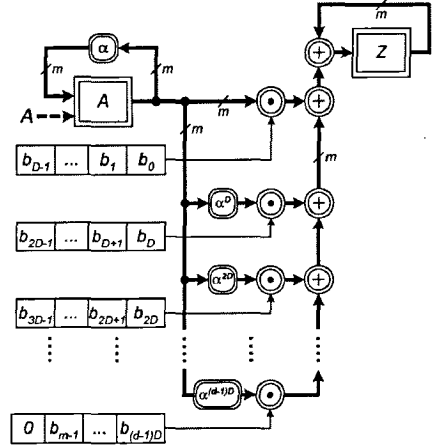 m
α
m
m
+
Z
A
A
m
•
+
m
b_{D-1} ... b_1 b_0
m
α^D
•
+
b_{2D-1} ... b_{D+1} b_D
α^{2D}
•
+
b_{3D-1} ... b_{2D+1} b_{2D}
α^{(d-1)D}
•
0 b_{m-1} ... b_{(d-1)D}